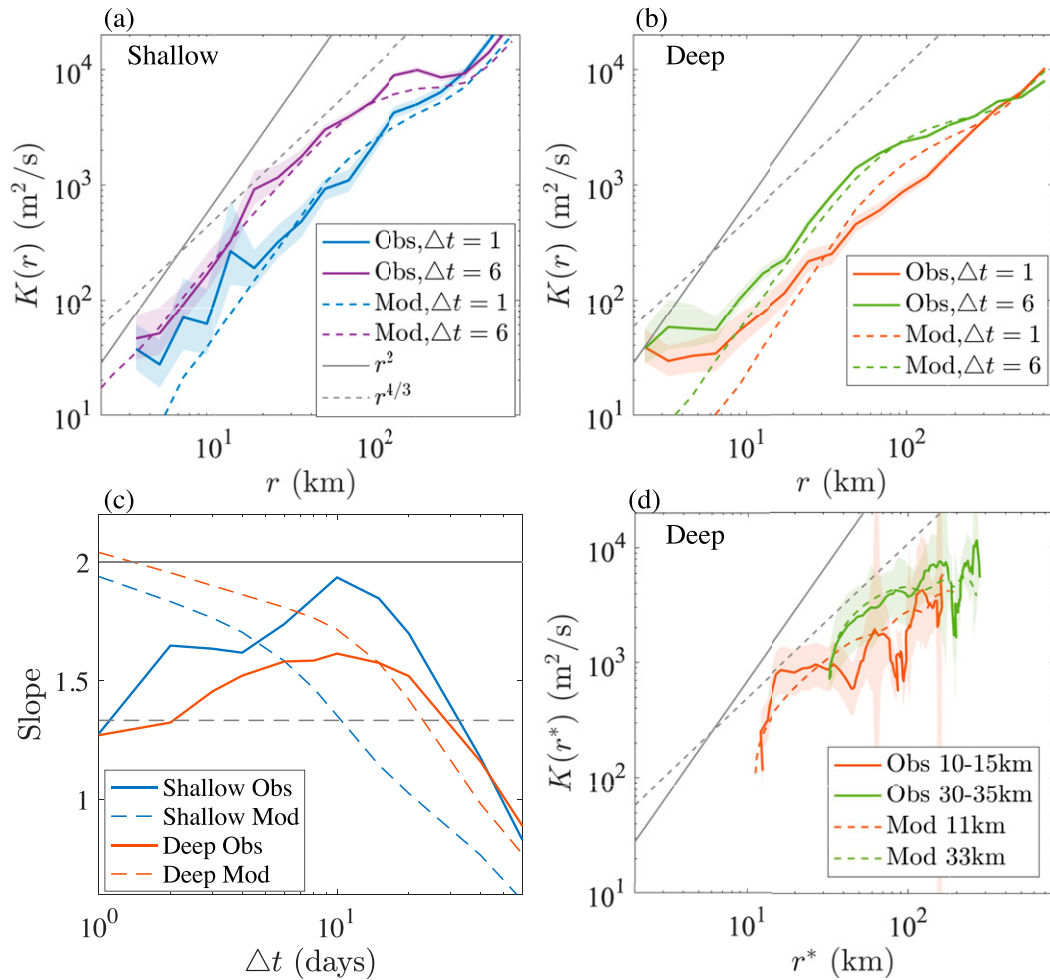 (a)
Shallow
10^4
10^3
10^2
10^1
K(r) (m^2/s)
Obs,△t = 1
Obs,△t = 6
Mod,△t = 1
Mod,△t = 6
r^2
r^{4/3}
10^1
10^2
r (km)
(b)
Deep
10^4
10^3
10^2
10^1
K(r) (m^2/s)
Obs,△t = 1
Obs,△t = 6
Mod,△t = 1
Mod,△t = 6
10^1
10^2
r (km)
(c)
2
1.5
1
Slope
Shallow Obs
Shallow Mod
Deep Obs
Deep Mod
10^0
10^1
△t (days)
(d)
Deep
10^4
10^3
10^2
10^1
K(r*) (m^2/s)
Obs 10-15km
Obs 30-35km
Mod 11km
Mod 33km
10^1
10^2
r* (km)